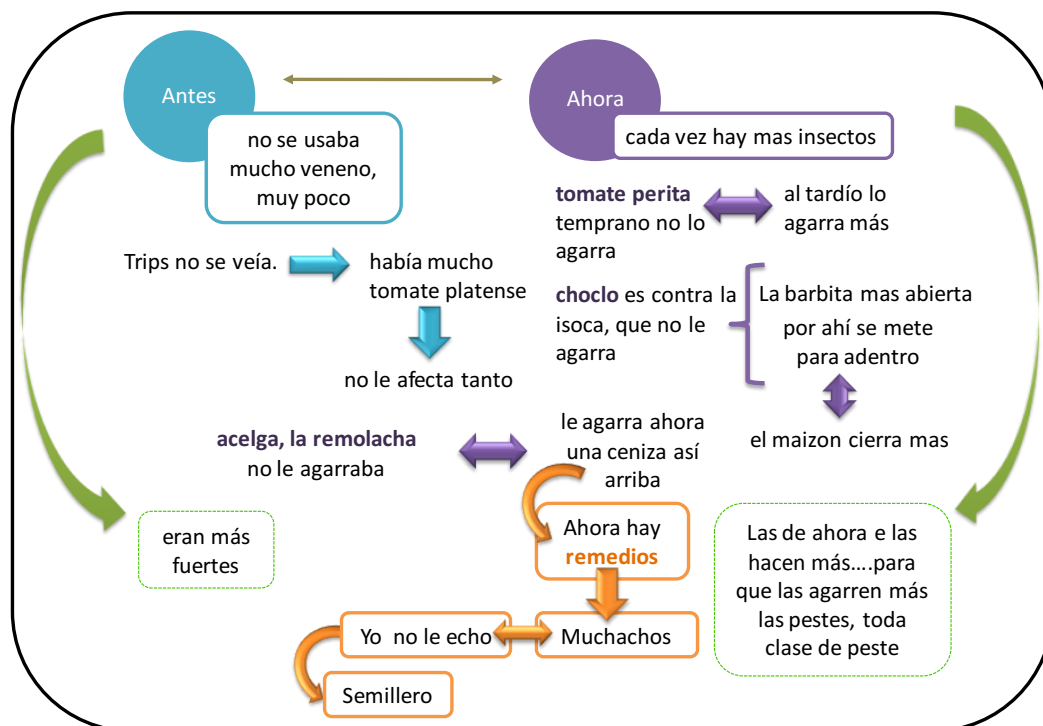 Antes
no se usaba
mucho veneno,
muy poco
Ahora
cada vez hay mas insectos
Trips no se veía.
había mucho
tomate platense
no le afecta tanto
tomate perita
temprano no lo
agarra
al tardío lo
agarra más
choclo es contra la
isoca, que no le
agarra
La barbita mas abierta
por ahí se mete
para adentro
el maizon cierra mas
acelga, la remolacha
no le agarraba
le agarra ahora
una ceniza así
arriba
eran más
fuertes
Ahora hay
remedios
Muchachos
Yo no le echo
Semillero
Las de ahora e las
hacen más....para
que las agarren más
las pestes, toda
clase de peste